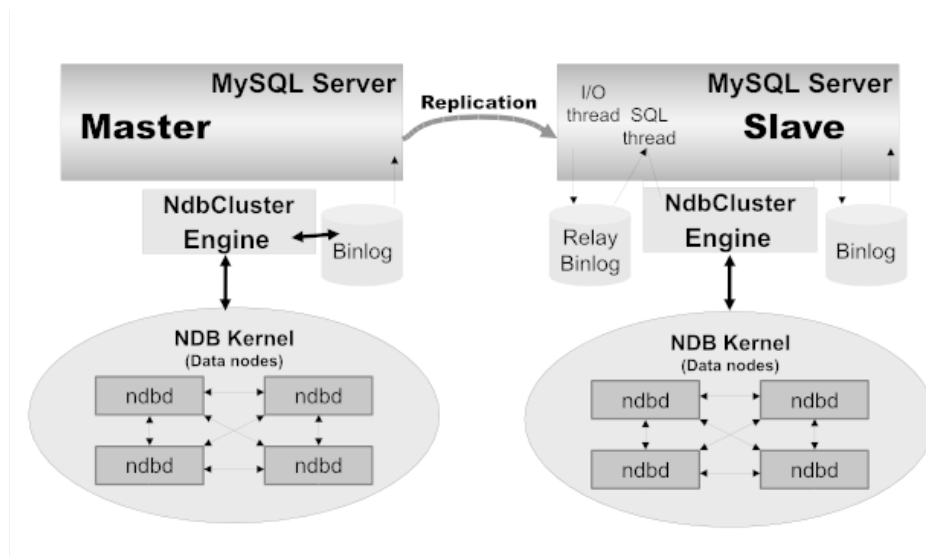 MySQL Server
Master
Replication
MySQL Server
I/O
thread
SQL
thread
Slave
NdbCluster
Engine
Binlog
Relay
Binlog
NdbCluster
Engine
Binlog
NDB Kernel
(Data nodes)
ndbd
ndbd
ndbd
ndbd
NDB Kernel
(Data nodes)
ndbd
ndbd
ndbd
ndbd